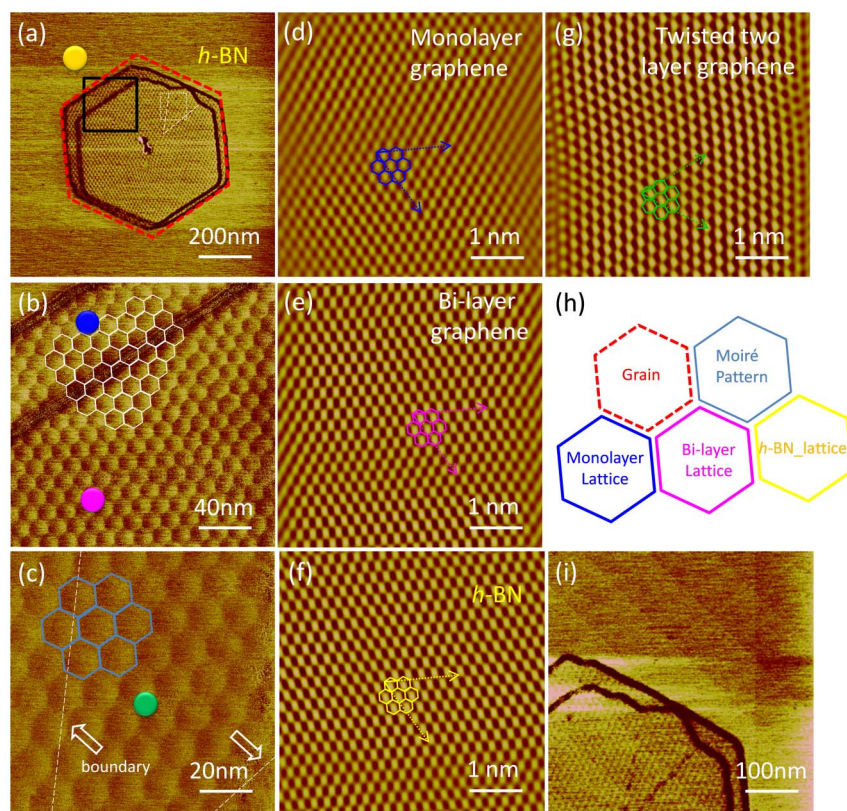 (a)
h-BN
200nm
(b)
40nm
(c)
boundary
20nm
(d)
Monolayer
graphene
1 nm
(e)
Bi-layer
graphene
1 nm
(f)
h-BN
1 nm
(g)
Twisted two
layer graphene
1 nm
(h)
Grain
Moiré
Pattern
Monolayer
Lattice
Bi-layer
Lattice
h-BN_lattice
(i)
100nm